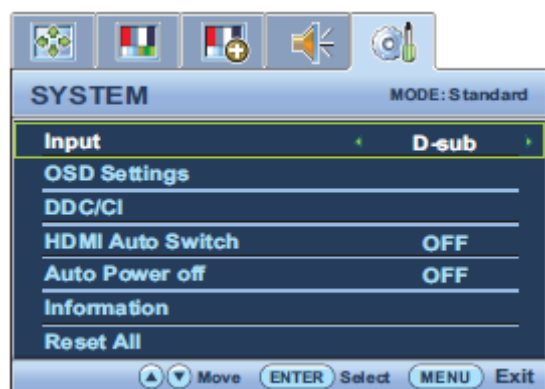 SYSTEM MODE: Standard
Input D-sub
OSD Settings
DDC/CI
HDMI Auto Switch OFF
Auto Power off OFF
Information
Reset All
Move ENTER Select MENU Exit